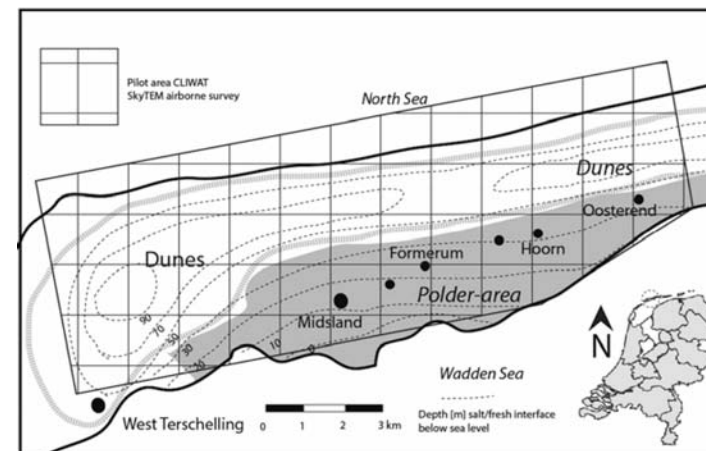 Pilot area CLIWAT
SkyTEM airborne survey
North Sea
Dunes
Oosterend
Hoorn
Formerum
Dunes
Polder-area
Midsland
90
70
50
30
10
0
N
Wadden Sea
Depth [m] salt/fresh interface
below sea level
West Terschelling
0 1 2 3 km